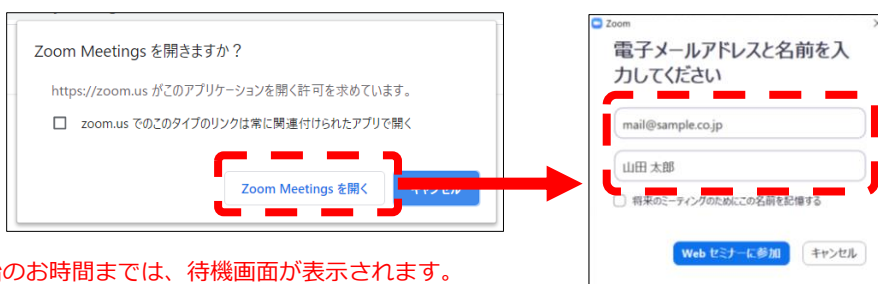 Zoom Meetings を開きますか？
https://zoom.us がこのアプリケーションを開く許可を求めています。
zoom.us でのこのタイプのリンクは常に関連付けられたアプリで開く
Zoom Meetings を開く
Zoom
電子メールアドレスと名前を入
力してください
mail@sample.co.jp
山田 太郎
将来のミーティングのためにこの名前を記憶する
Web セミナーに参加 キャンセル
のお時間までは、待機画面が表示されます。